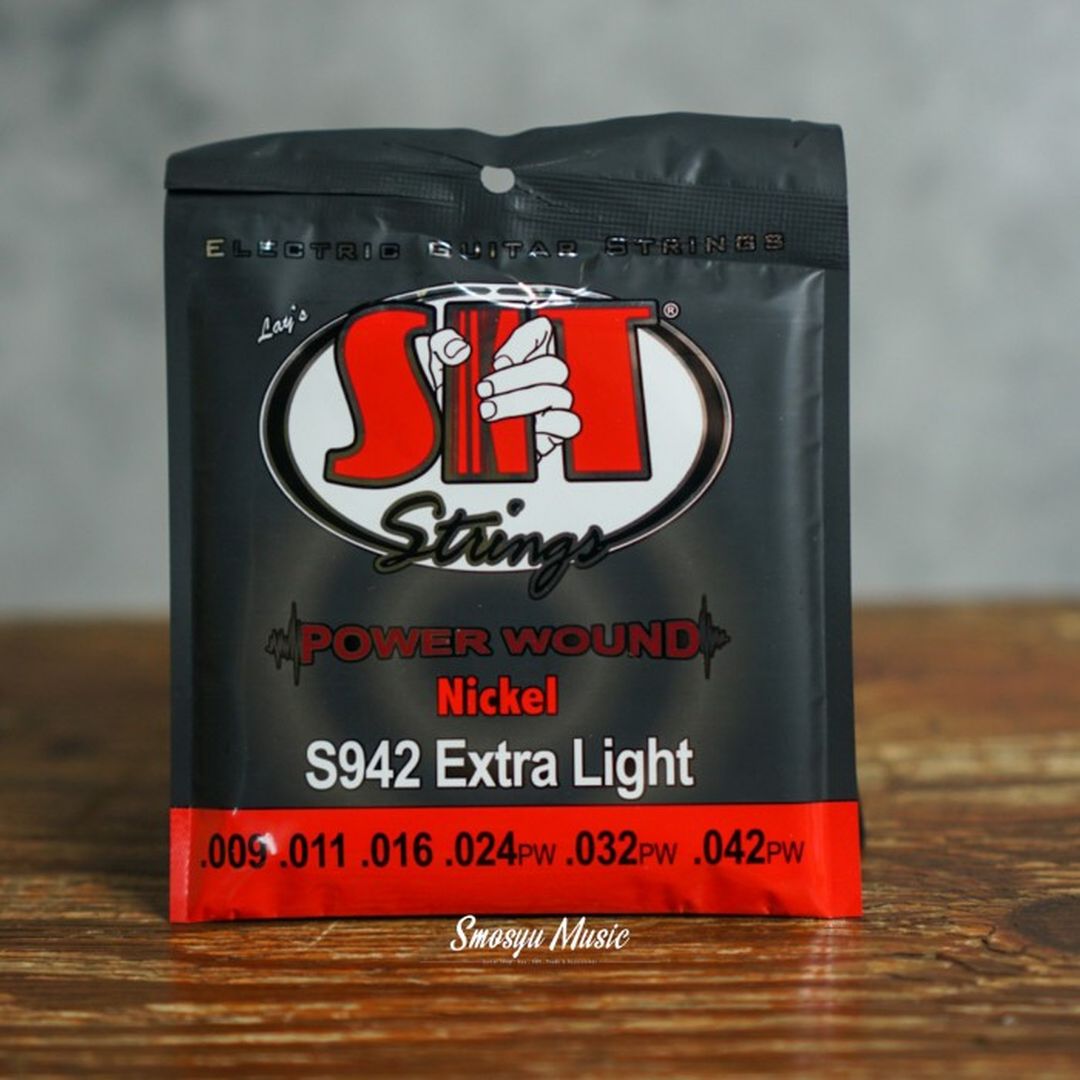 ELECTRIC GUITAR STRINGS
Lay's
SIT®
Strings
POWER WOUND
Nickel
S942 Extra Light
.009 .011 .016 .024PW .032PW .042PW
Smosyu Music